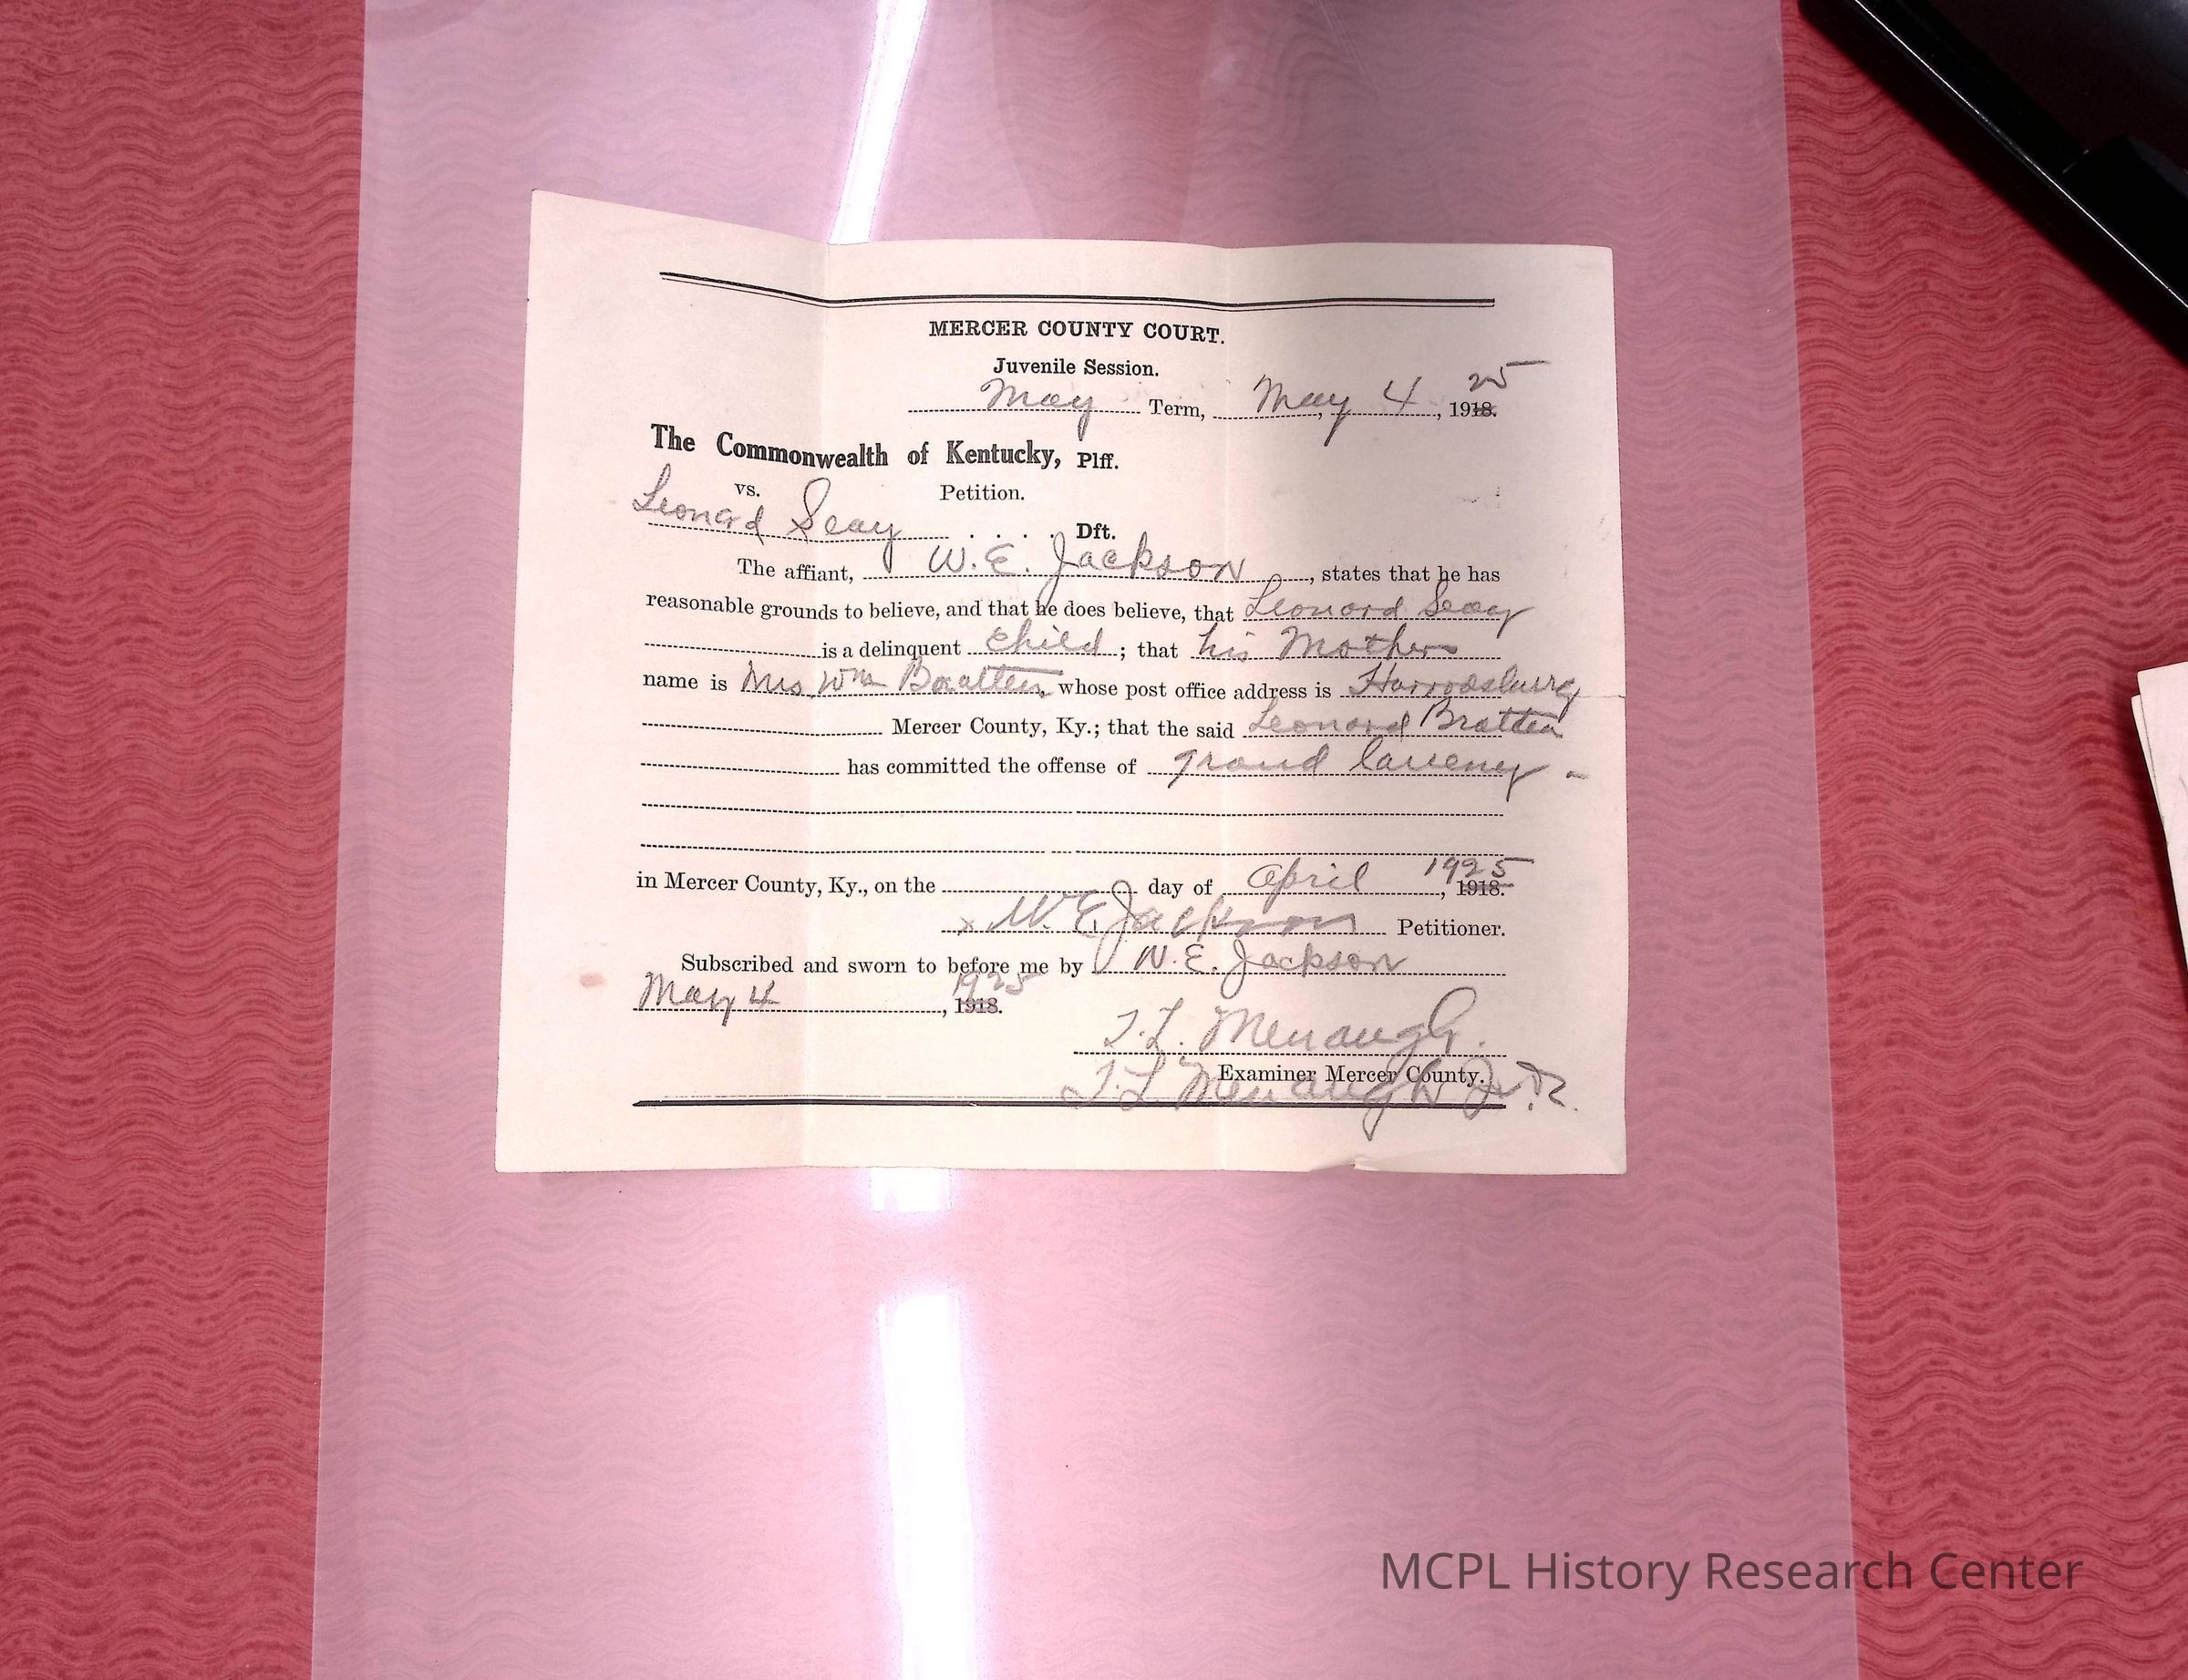 MERCER COUNTY COURT.
Juvenile Session.
May Term, May 4, 1918. 25
The Commonwealth of Kentucky, Plff.
vs. Petition.
Leonard Seay . . . . Dft.
The affiant, W. E. Jackson, states that he has
reasonable grounds to believe, and that he does believe, that Leonard Seay
is a delinquent child; that his Mothers
name is Mrs Wm Bratten, whose post office address is Harrodsburg
Mercer County, Ky.; that the said Leonard Bratten
has committed the offense of grand larceny -
in Mercer County, Ky., on the day of April 1925, 1918.
x W. E. Jackson Petitioner.
Subscribed and sworn to before me by W. E. Jackson
May 4, 1918. 1925
T. L. Menaugh.
Examiner Mercer County.
T. L. Menaugh
MCPL History Research Center